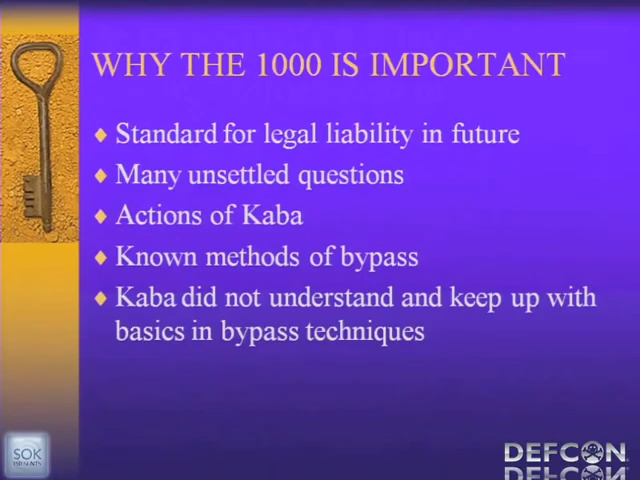 WHY THE 1000 IS IMPORTANT
Standard for legal liability in future
Many unsettled questions
Actions of Kaba
Known methods of bypass
Kaba did not understand and keep up with
basics in bypass techniques
SOK
DEFCON